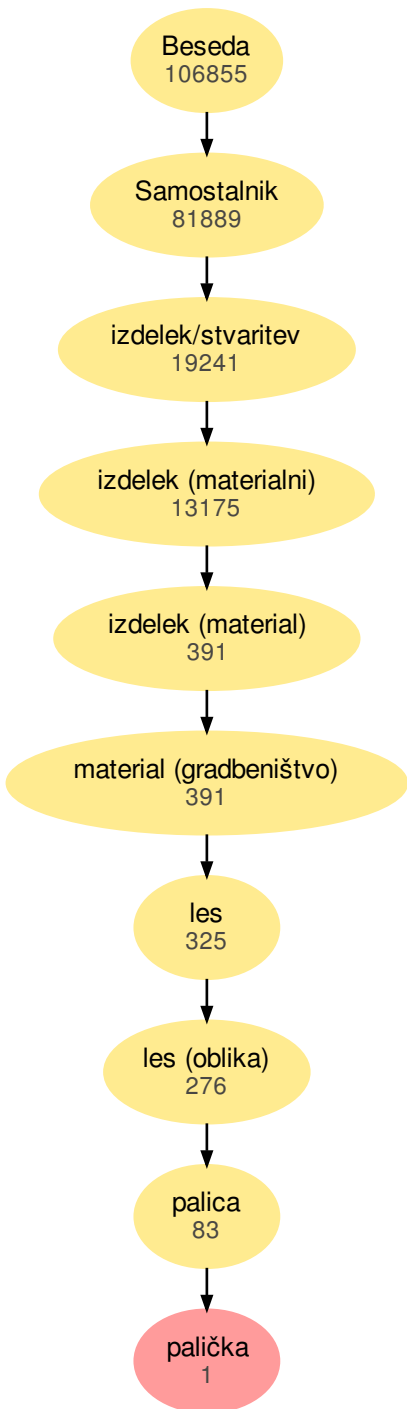 Beseda
106855
Samostalnik
81889
izdelek/stvaritev
19241
izdelek (materialni)
13175
izdelek (material)
391
material (gradbeništvo)
391
les
325
les (oblika)
276
palica
83
palička
1